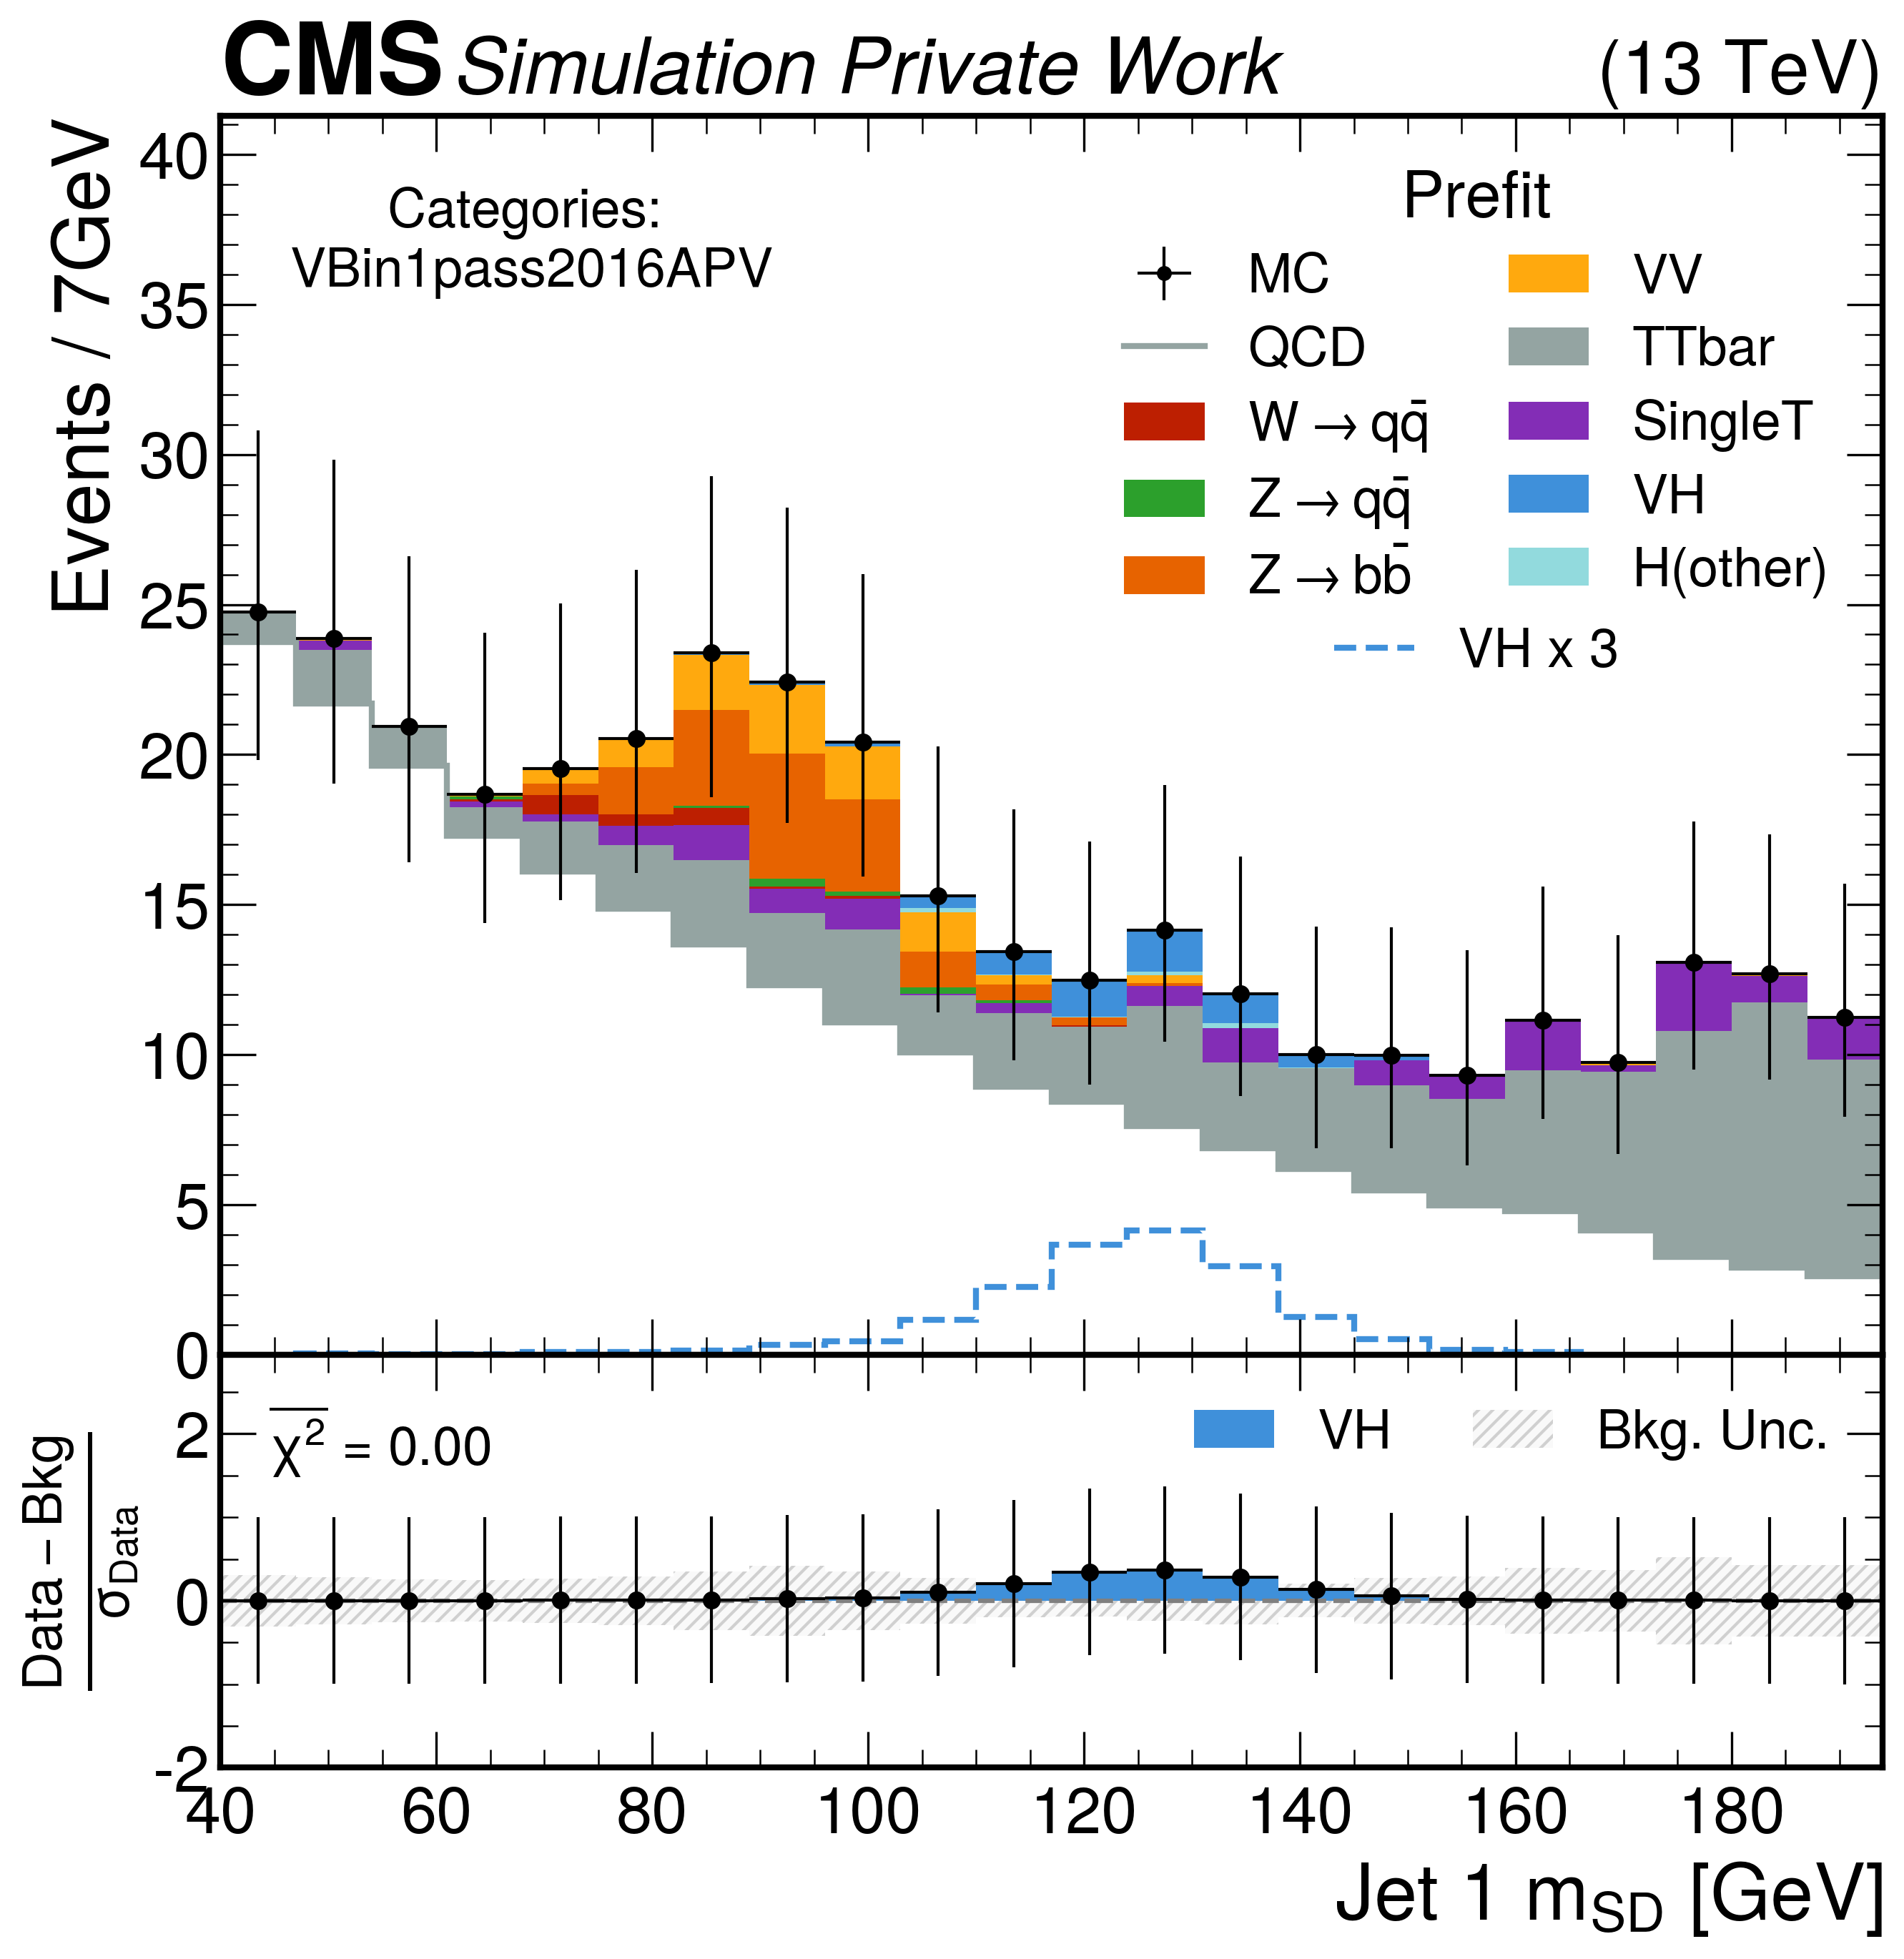 CMS Simulation Private Work (13 TeV)
Events / 7GeV
40
35
30
25
20
15
10
5
0
Categories:
VBin1pass2016APV
Prefit
MC
QCD
W → qq̄
Z → qq̄
Z → bb̄
VV
TTbar
SingleT
VH
H(other)
VH x 3
Data – Bkg
σ_Data
2
0
-2
χ² = 0.00
VH
Bkg. Unc.
40 60 80 100 120 140 160 180
Jet 1 m_SD [GeV]